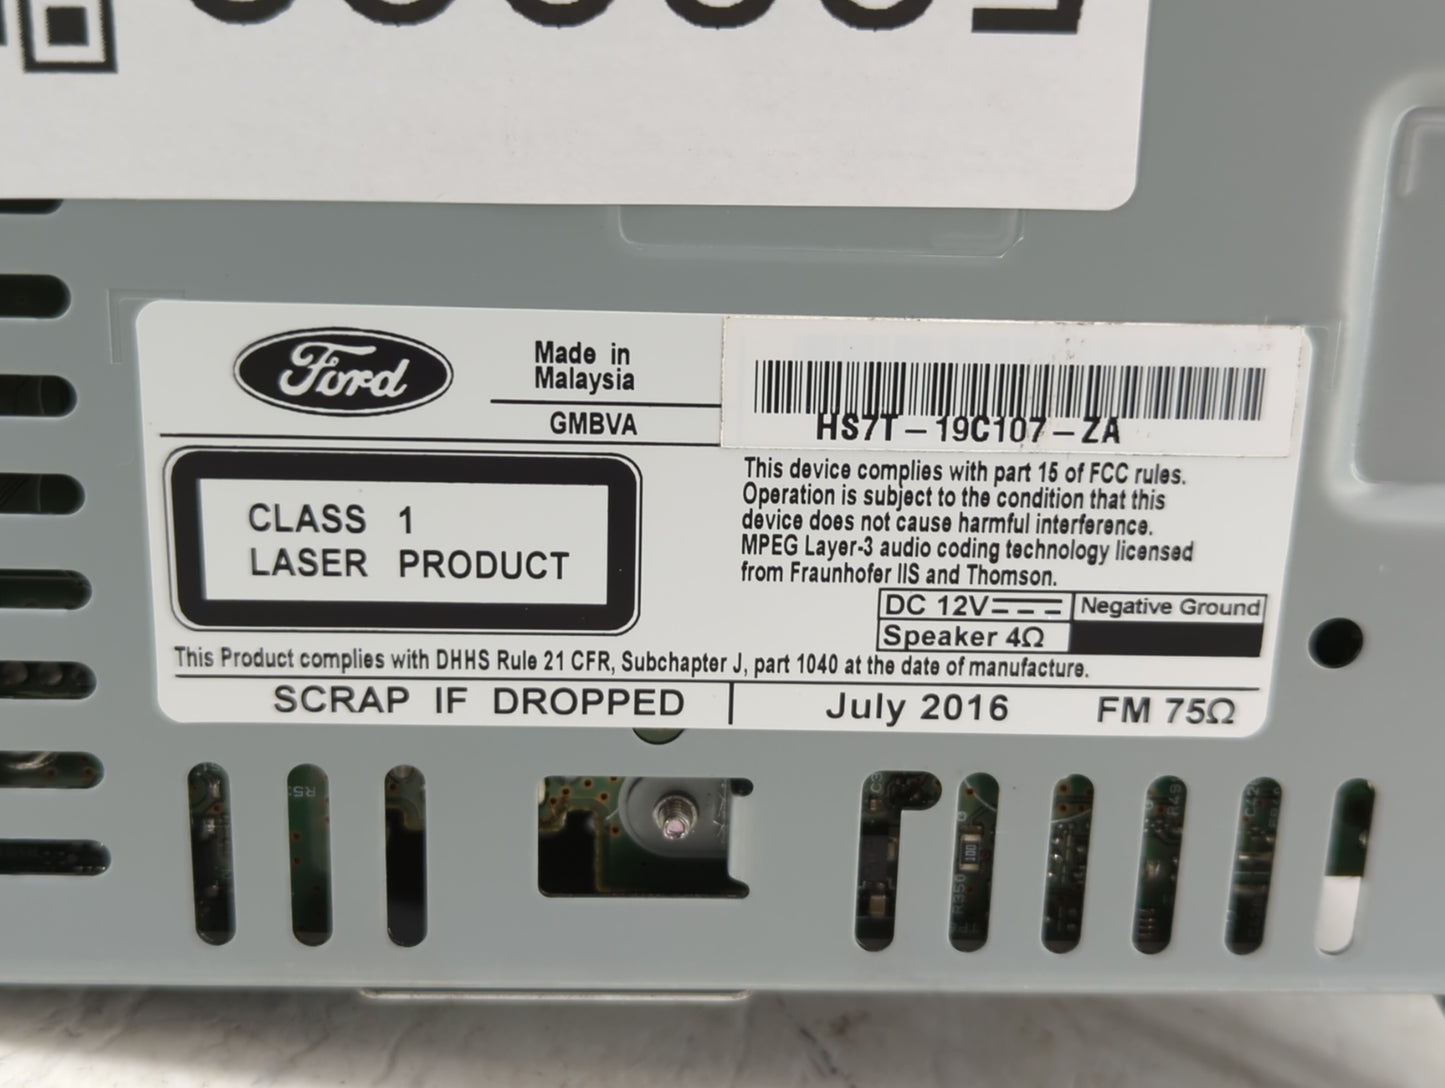 Ford
Made in
Malaysia
GMBVA
HS7T-19C107-ZA
CLASS 1
LASER PRODUCT
This device complies with part 15 of FCC rules.
Operation is subject to the condition that this
device does not cause harmful interference.
MPEG Layer-3 audio coding technology licensed
from Fraunhofer IIS and Thomson.
DC 12V Negative Ground
Speaker 4Ω
This Product complies with DHHS Rule 21 CFR, Subchapter J, part 1040 at the date of manufacture.
SCRAP IF DROPPED
July 2016
FM 75Ω
R350